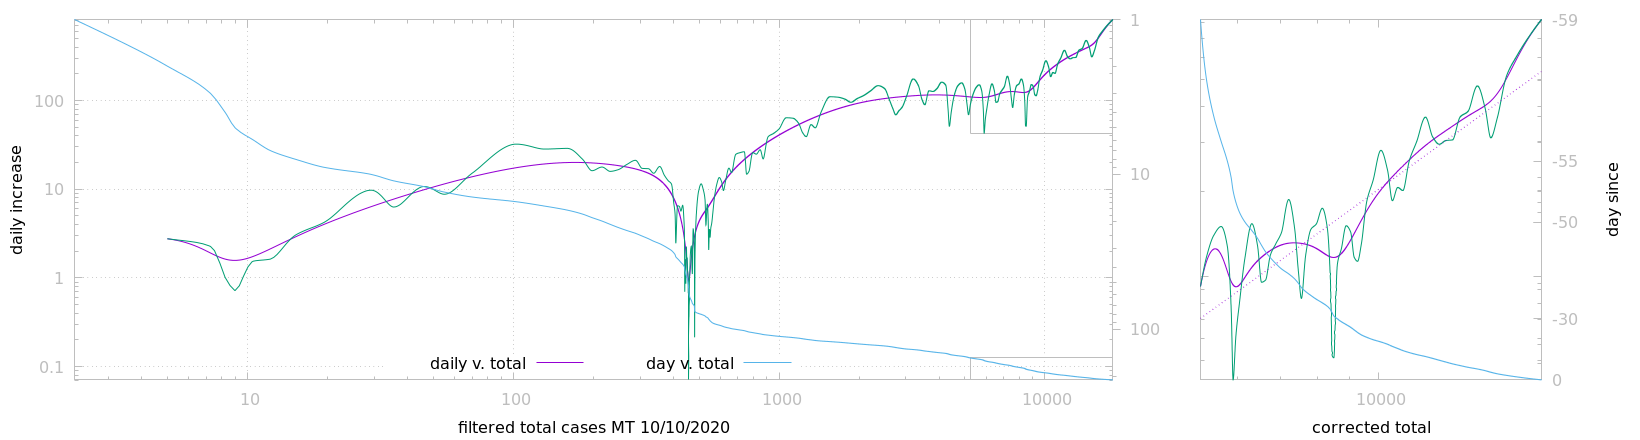 daily increase
100
10
1
0.1
10
100
1000
10000
1
10
100
daily v. total
day v. total
filtered total cases MT 10/10/2020
-59
-55
-50
-30
0
day since
10000
corrected total